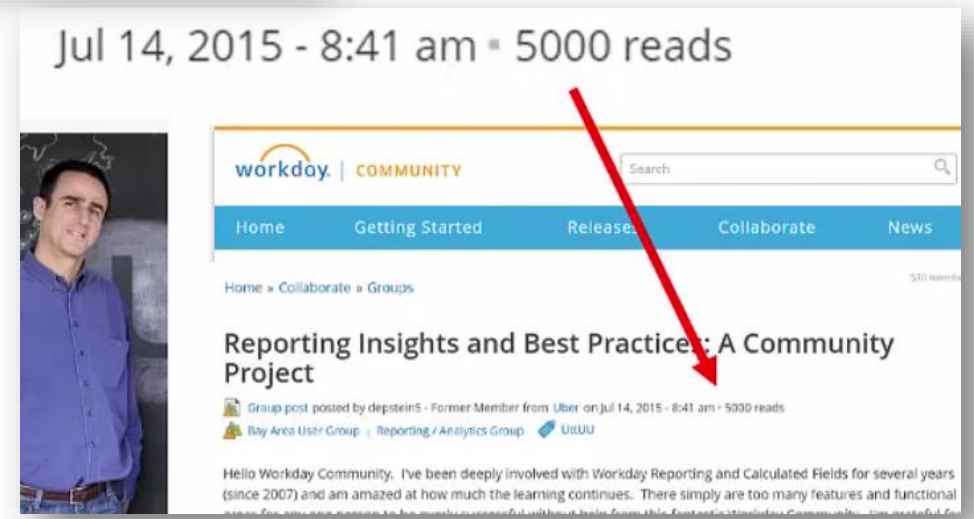 Jul 14, 2015 - 8:41 am ▪ 5000 reads
workday. | COMMUNITY
Search
Home Getting Started Releases Collaborate News
Home » Collaborate » Groups
Reporting Insights and Best Practices: A Community
Project
Group post posted by depstein5 - Former Member from Uber on Jul 14, 2015 - 8:41 am · 5000 reads
Bay Area User Group | Reporting / Analytics Group
Hello Workday Community. I've been deeply involved with Workday Reporting and Calculated Fields for several years
(since 2007) and am amazed at how much the learning continues. There simply are too many features and functional